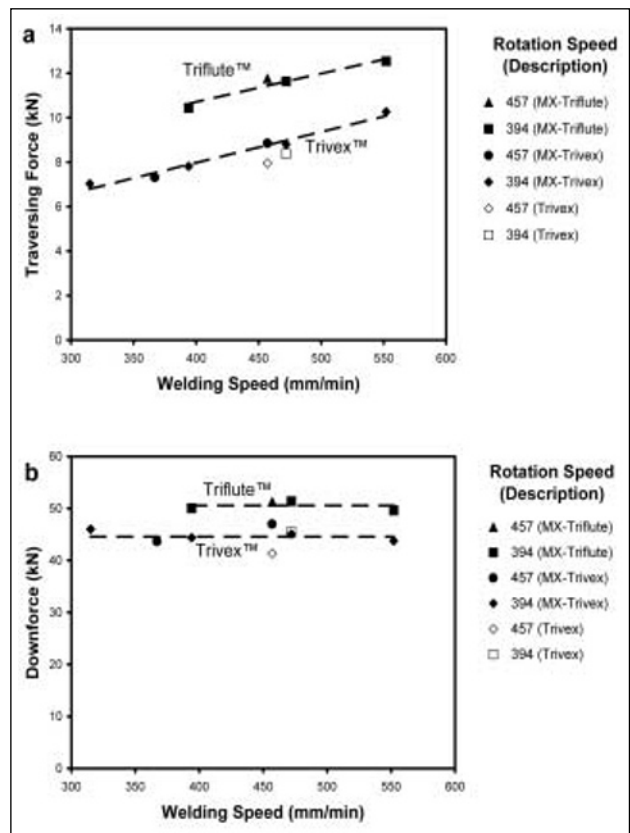 a
14
12
10
8
6
4
2
0
Traversing Force (kN)
Triflute™
Trivex™
300 350 400 450 500 550 600
Welding Speed (mm/min)
Rotation Speed
(Description)
457 (MX-Triflute)
394 (MX-Triflute)
457 (MX-Trivex)
394 (MX-Trivex)
457 (Trivex)
394 (Trivex)
b
60
50
40
30
20
10
0
Downforce (kN)
Triflute™
Trivex™
300 350 400 450 500 550 600
Welding Speed (mm/min)
Rotation Speed
(Description)
457 (MX-Triflute)
394 (MX-Triflute)
457 (MX-Trivex)
394 (MX-Trivex)
457 (Trivex)
394 (Trivex)